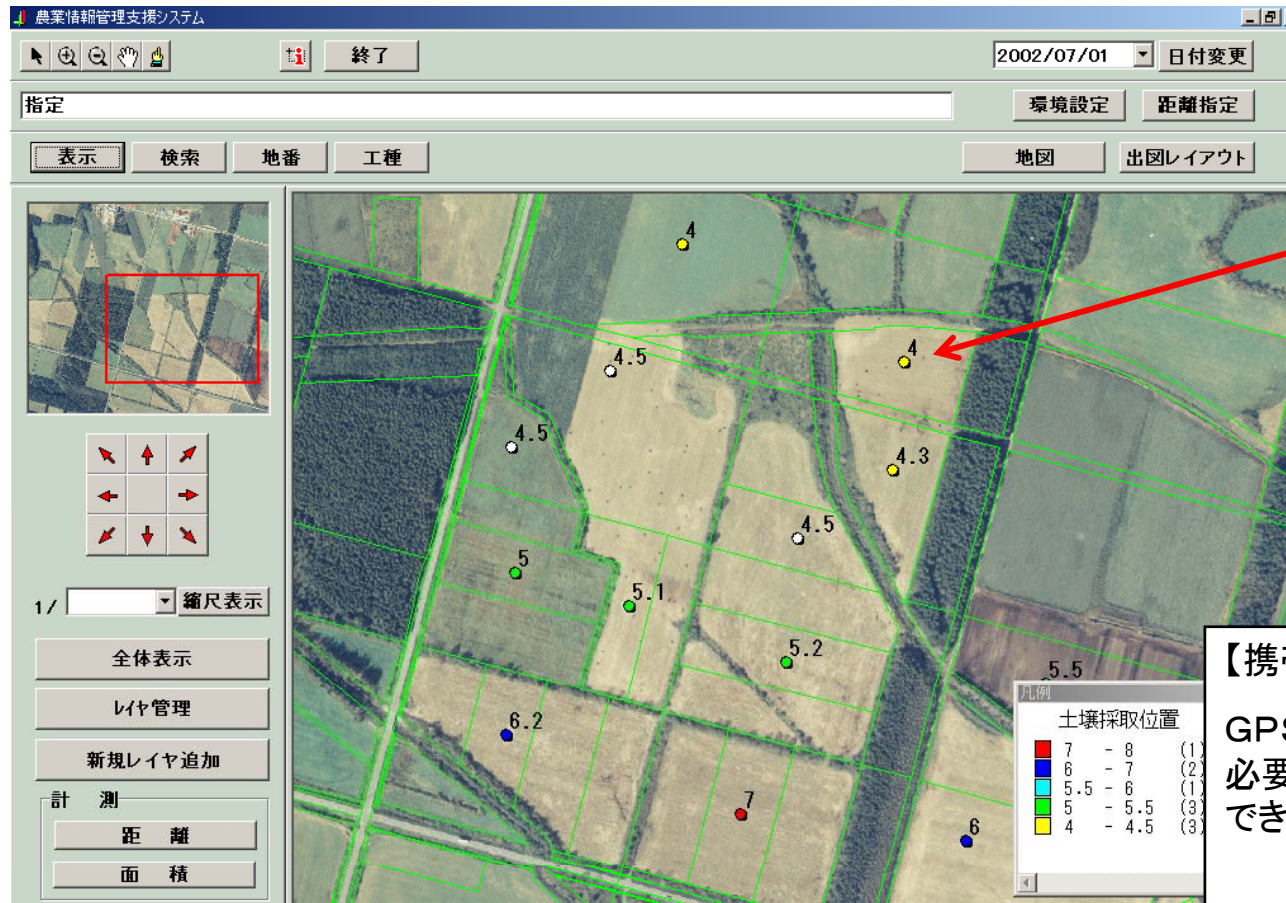 農業情報管理支援システム
終了
2002/07/01
日付変更
指定
環境設定
距離指定
表示
検索
地番
工種
地図
出図レイアウト
4
4.5
4
4.5
4.3
4.5
5
5.1
5.2
5.5
6.2
7
6
1/
縮尺表示
全体表示
レイヤ管理
新規レイヤ追加
計 測
距 離
面 積
凡例
土壌採取位置
7 - 8 (1)
6 - 7 (2)
5.5 - 6 (1)
5 - 5.5 (3)
4 - 4.5 (3)
【携帯
GPS
必要
でき